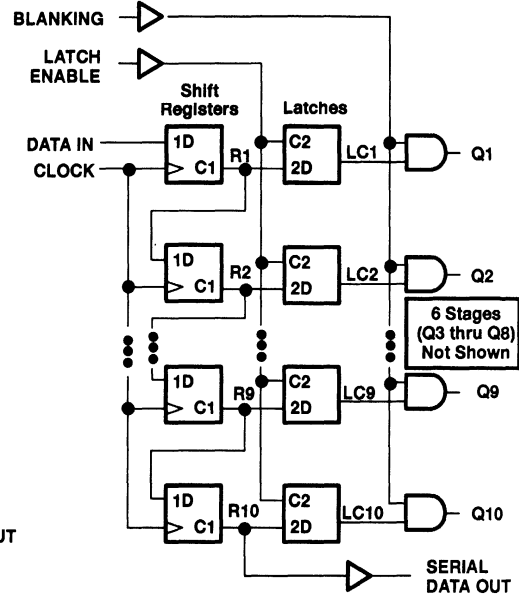 BLANKING
LATCH
ENABLE
Shift
Registers
Latches
DATA IN
CLOCK
1D
C1
R1
C2
2D
LC1
Q1
1D
C1
R2
C2
2D
LC2
Q2
6 Stages
(Q3 thru Q8)
Not Shown
1D
C1
R9
C2
2D
LC9
Q9
1D
C1
R10
C2
2D
LC10
Q10
UT
SERIAL
DATA OUT